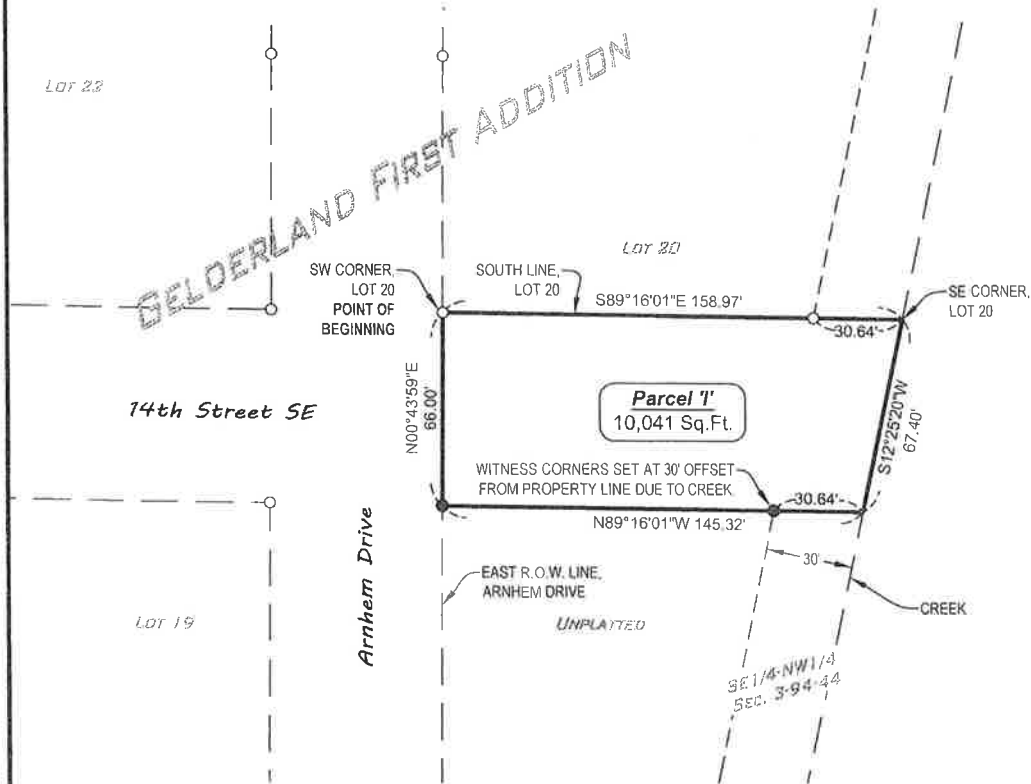 Lot 22
GELDERLAND FIRST ADDITION
Lot 20
SW CORNER,
LOT 20
POINT OF
BEGINNING
SOUTH LINE,
LOT 20
S89°16'01"E 158.97'
SE CORNER,
LOT 20
30.64'
14th Street SE
N00°43'59"E
66.00'
Parcel 'I'
10,041 Sq.Ft.
S12°25'20"W
67.40'
WITNESS CORNERS SET AT 30' OFFSET
FROM PROPERTY LINE DUE TO CREEK
30.64'
N89°16'01"W 145.32'
30'
Arnhem Drive
EAST R.O.W. LINE,
ARNHEM DRIVE
CREEK
Lot 19
UNPLATTED
SE1/4-NW1/4
SEC. 3-94-44